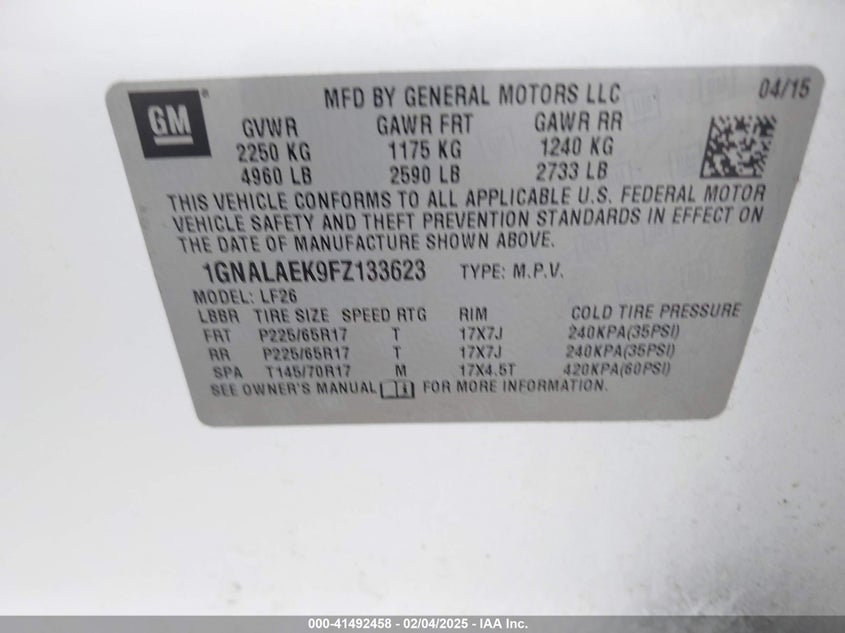 GM®
MFD BY GENERAL MOTORS LLC 04/15
GVWR GAWR FRT GAWR RR
2250 KG 1175 KG 1240 KG
4960 LB 2590 LB 2733 LB
THIS VEHICLE CONFORMS TO ALL APPLICABLE U.S. FEDERAL MOTOR
VEHICLE SAFETY AND THEFT PREVENTION STANDARDS IN EFFECT ON
THE DATE OF MANUFACTURE SHOWN ABOVE.
1GNALAEK9FZ133623 TYPE: M.P.V.
MODEL: LF26
LBBR TIRE SIZE SPEED RTG RIM COLD TIRE PRESSURE
FRT P225/65R17 T 17X7J 240KPA(35PSI)
RR P225/65R17 T 17X7J 240KPA(35PSI)
SPA T145/70R17 M 17X4.5T 420KPA(60PSI)
SEE OWNER'S MANUAL FOR MORE INFORMATION.
000-41492458 - 02/04/2025 - IAA Inc.